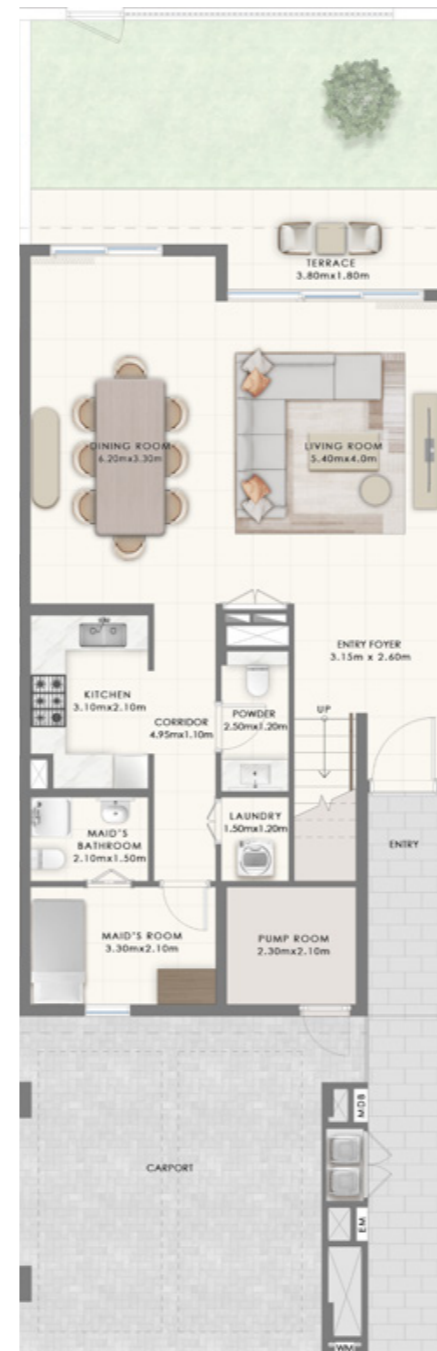 TERRACE
3.80mx1.80m
DINING ROOM
6.20mx3.30m
LIVING ROOM
5.40mx4.0m
ENTRY FOYER
3.15m x 2.60m
KITCHEN
3.10mx2.10m
CORRIDOR
4.95mx1.10m
POWDER
2.50mx1.20m
UP
LAUNDRY
1.50mx1.20m
MAID'S
BATHROOM
2.10mx1.50m
ENTRY
MAID'S ROOM
3.30mx2.10m
PUMP ROOM
2.30mx2.10m
MDB
CARPORT
EM
WM